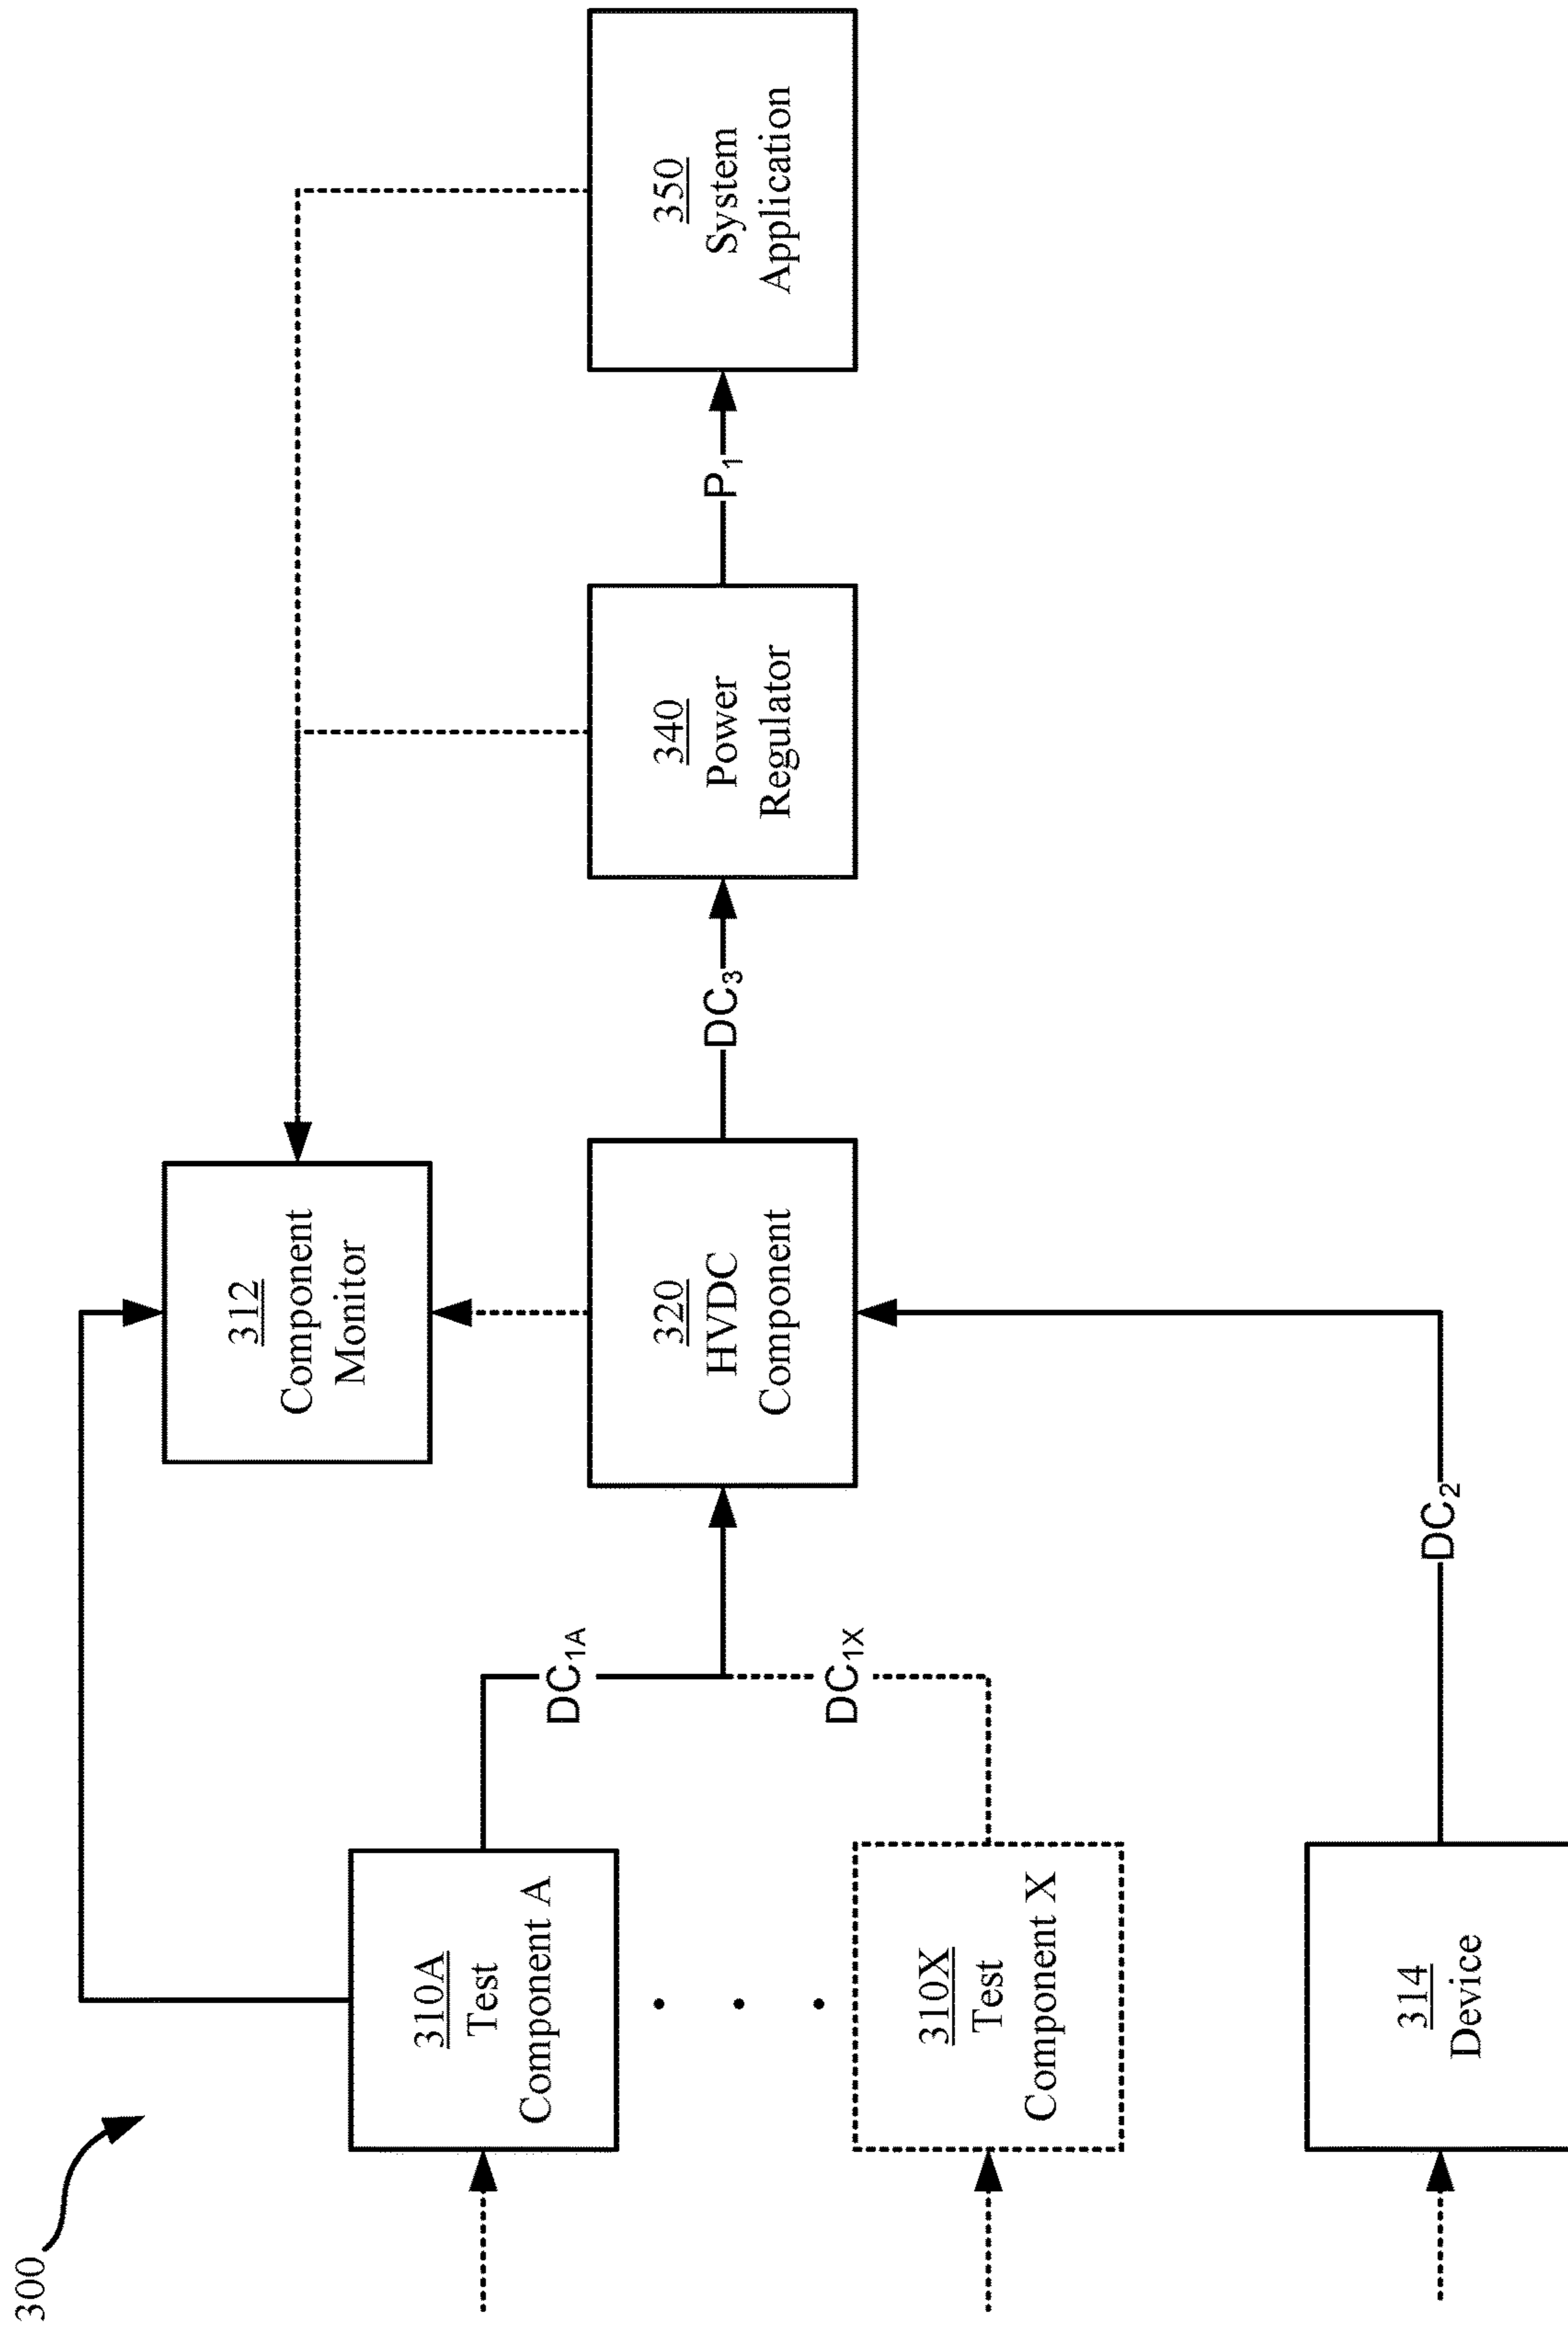 300
310A
Test
Component A
310X
Test
Component X
314
Device
DC1A
DC1X
DC2
312
Component
Monitor
320
HVDC
Component
DC3
340
Power
Regulator
P1
350
System
Application